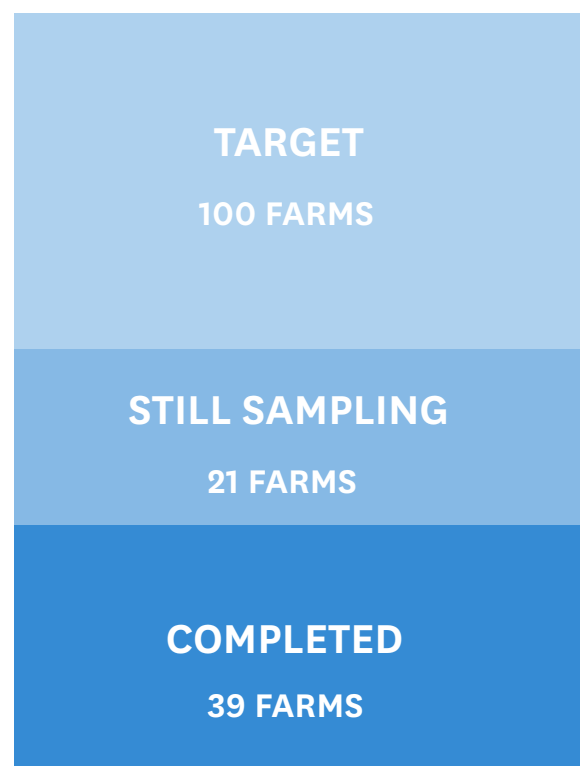 TARGET
100 FARMS
STILL SAMPLING
21 FARMS
COMPLETED
39 FARMS